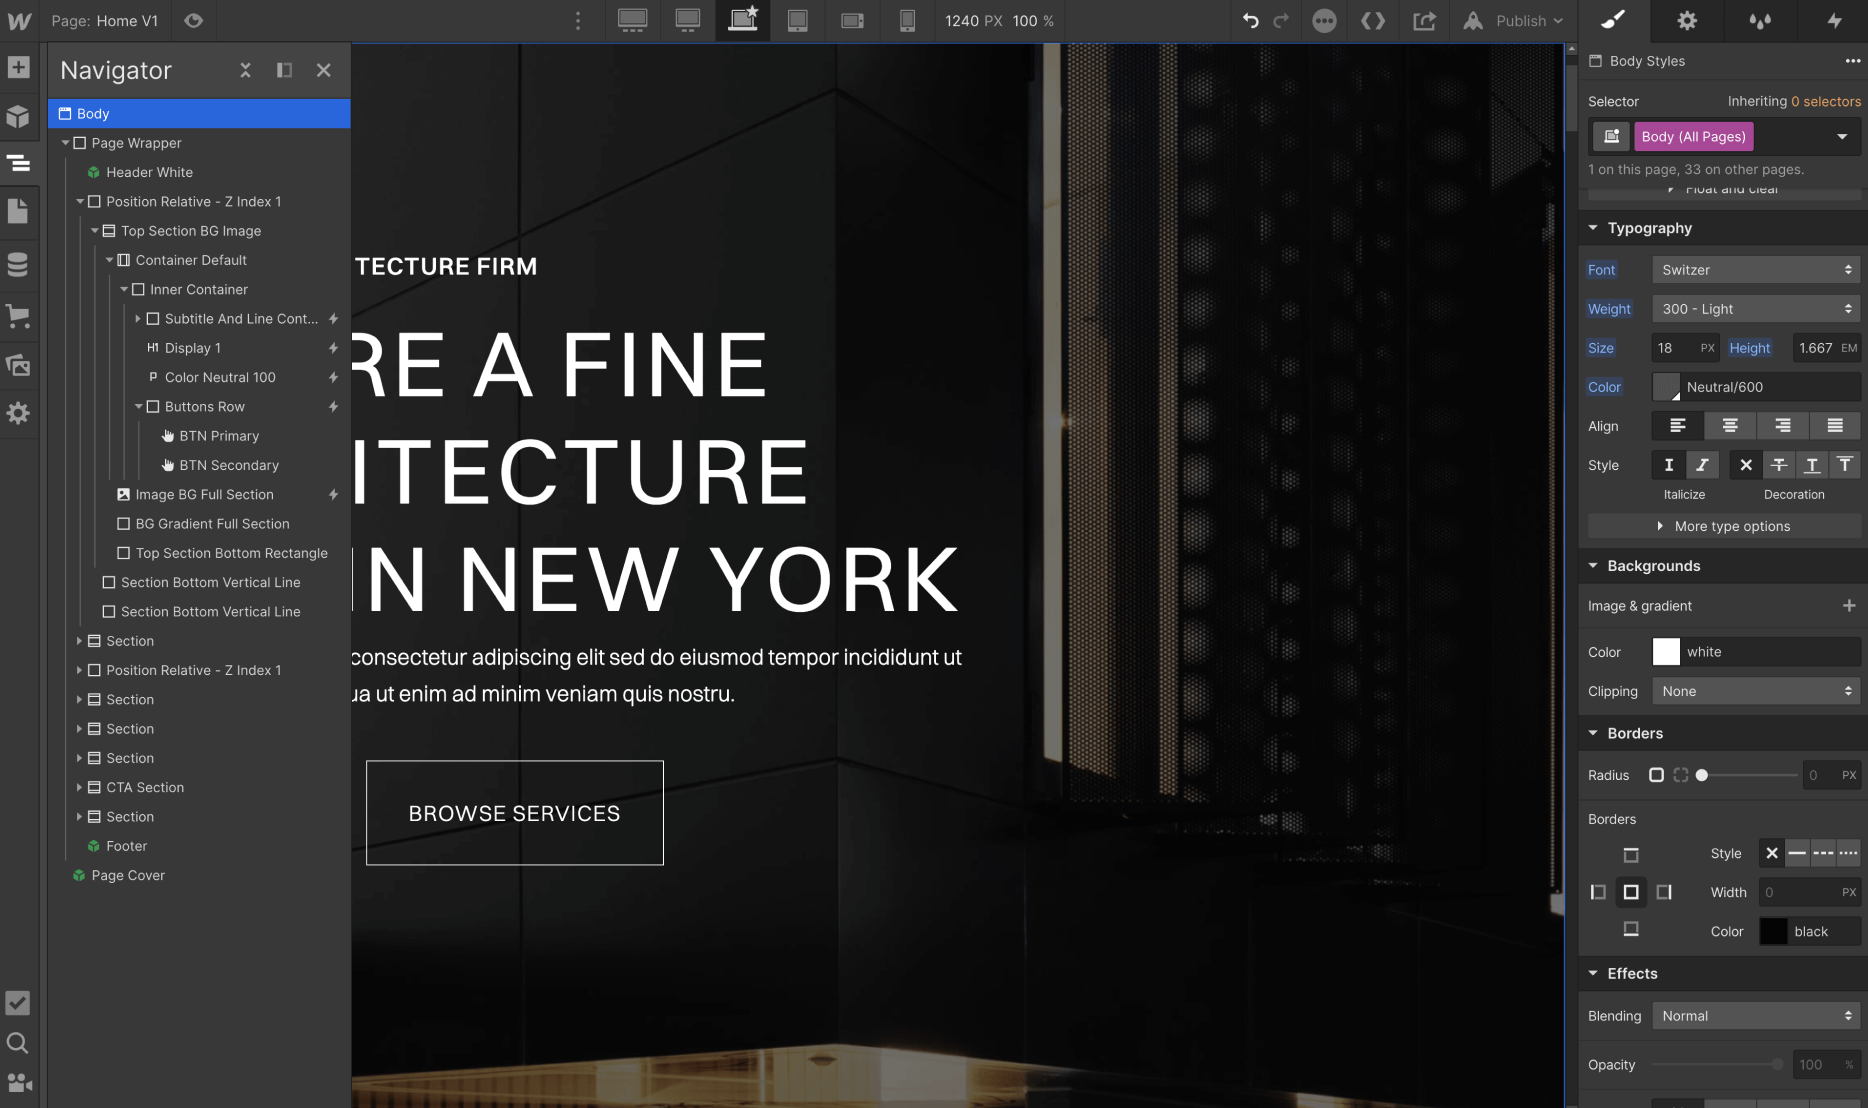 Page: Home V1
1240 PX 100 %
Publish
Navigator
Body
Page Wrapper
Header White
Position Relative - Z Index 1
Top Section BG Image
Container Default
Inner Container
Subtitle And Line Cont...
H1 Display 1
P Color Neutral 100
Buttons Row
BTN Primary
BTN Secondary
Image BG Full Section
BG Gradient Full Section
Top Section Bottom Rectangle
Section Bottom Vertical Line
Section Bottom Vertical Line
Section
Position Relative - Z Index 1
Section
Section
Section
CTA Section
Section
Footer
Page Cover
TECTURE FIRM
RE A FINE
ITECTURE
IN NEW YORK
consectetur adipiscing elit sed do eiusmod tempor incididunt ut
ua ut enim ad minim veniam quis nostru.
BROWSE SERVICES
Body Styles
Selector Inheriting 0 selectors
Body (All Pages)
1 on this page, 33 on other pages.
Float and clear
Typography
Font Switzer
Weight 300 - Light
Size 18 PX Height 1.667 EM
Color Neutral/600
Align
Style
Italicize Decoration
More type options
Backgrounds
Image & gradient
Color white
Clipping None
Borders
Radius 0 PX
Borders
Style
Width 0 PX
Color black
Effects
Blending Normal
Opacity 100 %